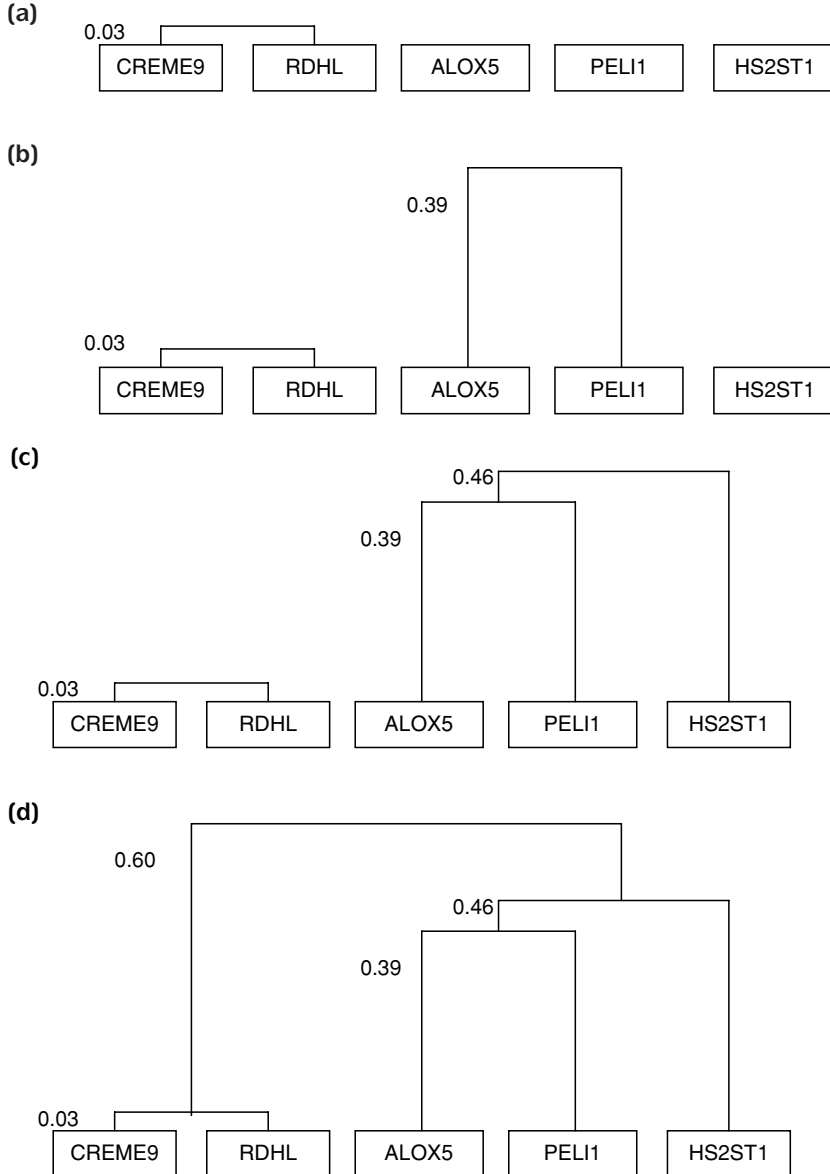 (a)
0.03
CREME9 RDHL ALOX5 PELI1 HS2ST1
(b)
0.39
0.03
CREME9 RDHL ALOX5 PELI1 HS2ST1
(c)
0.46
0.39
0.03
CREME9 RDHL ALOX5 PELI1 HS2ST1
(d)
0.60
0.46
0.39
0.03
CREME9 RDHL ALOX5 PELI1 HS2ST1